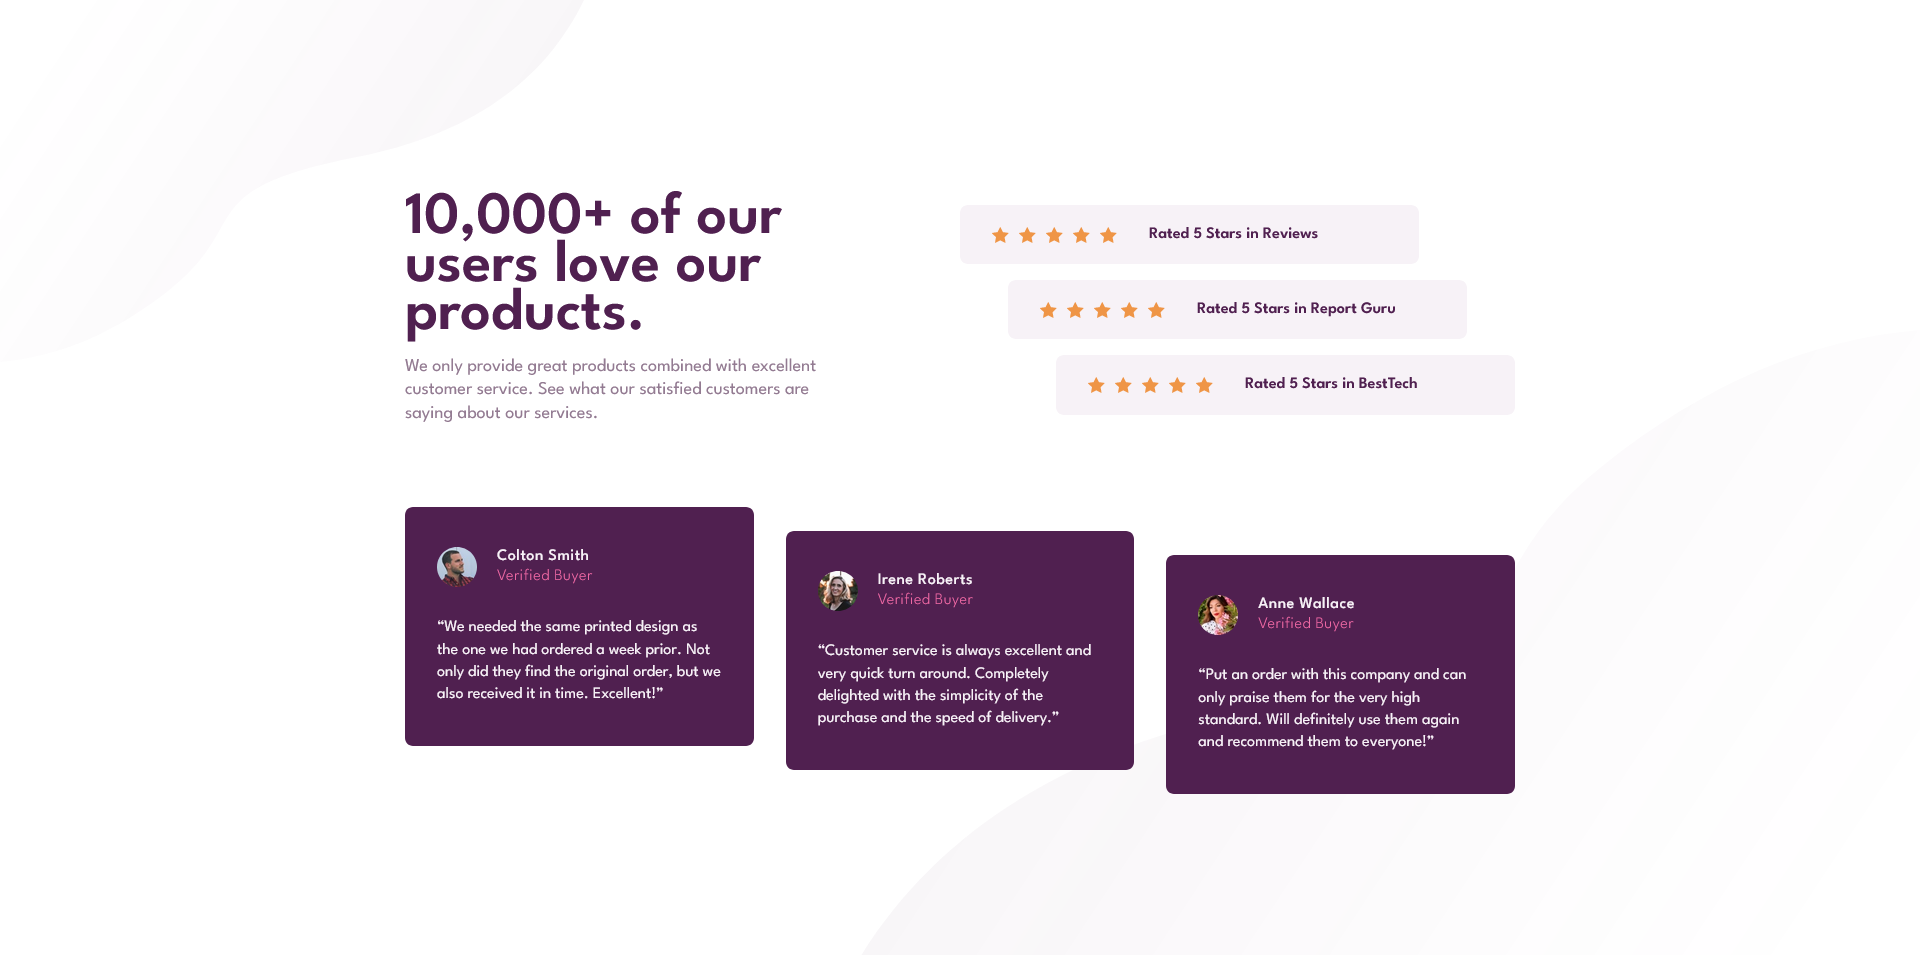 10,000+ of our
users love our
products.
We only provide great products combined with excellent
customer service. See what our satisfied customers are
saying about our services.
Rated 5 Stars in Reviews
Rated 5 Stars in Report Guru
Rated 5 Stars in BestTech
Colton Smith
Verified Buyer
“We needed the same printed design as
the one we had ordered a week prior. Not
only did they find the original order, but we
also received it in time. Excellent!”
Irene Roberts
Verified Buyer
“Customer service is always excellent and
very quick turn around. Completely
delighted with the simplicity of the
purchase and the speed of delivery.”
Anne Wallace
Verified Buyer
“Put an order with this company and can
only praise them for the very high
standard. Will definitely use them again
and recommend them to everyone!”